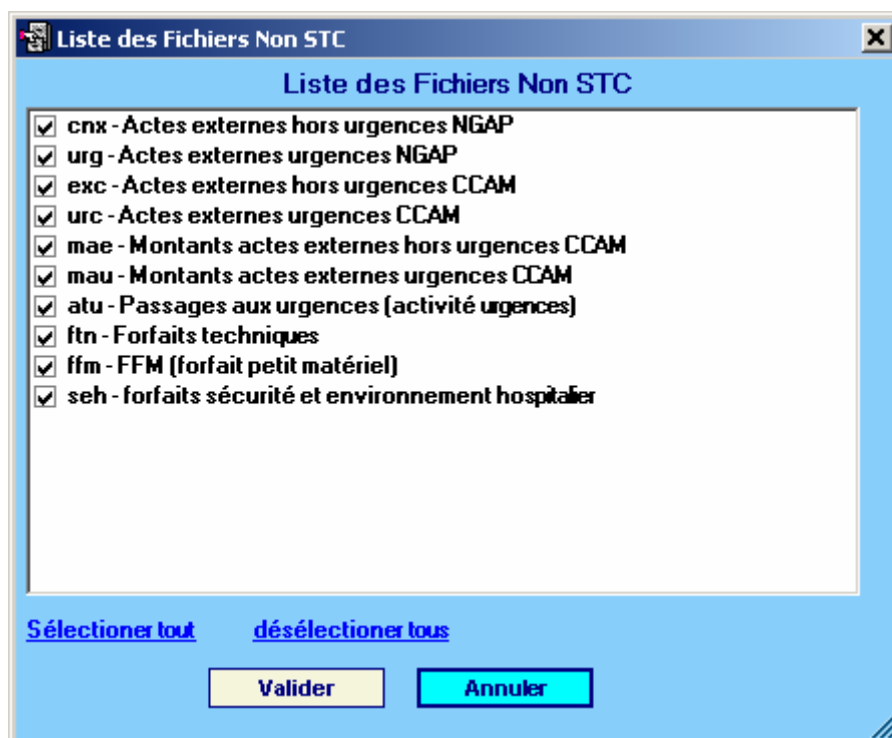 Liste des Fichiers Non STC
Liste des Fichiers Non STC
cnx - Actes externes hors urgences NGAP
urg - Actes externes urgences NGAP
exc - Actes externes hors urgences CCAM
urc - Actes externes urgences CCAM
mae - Montants actes externes hors urgences CCAM
mau - Montants actes externes urgences CCAM
atu - Passages aux urgences (activité urgences)
ftn - Forfaits techniques
ffm - FFM (forfait petit matériel)
seh - forfaits sécurité et environnement hospitalier
Sélectioner tout désélectioner tous
Valider Annuler